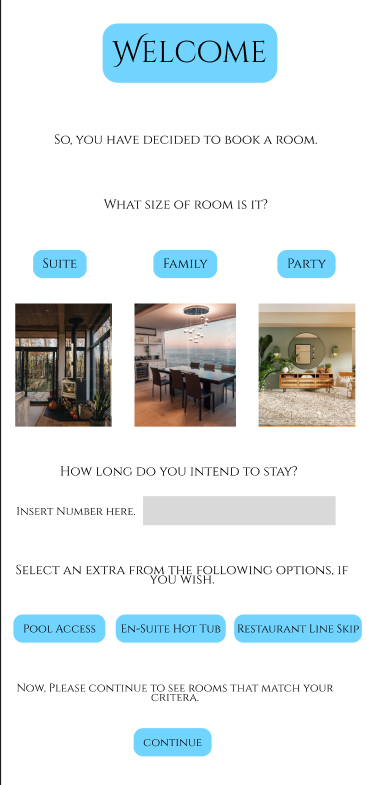 Welcome
So, you have decided to book a room.
What size of room is it?
Suite Family Party
How long do you intend to stay?
Insert Number here.
Select an extra from the following options, if
you wish.
Pool Access En-Suite Hot Tub Restaurant Line Skip
Now, Please continue to see rooms that match your
critera.
continue